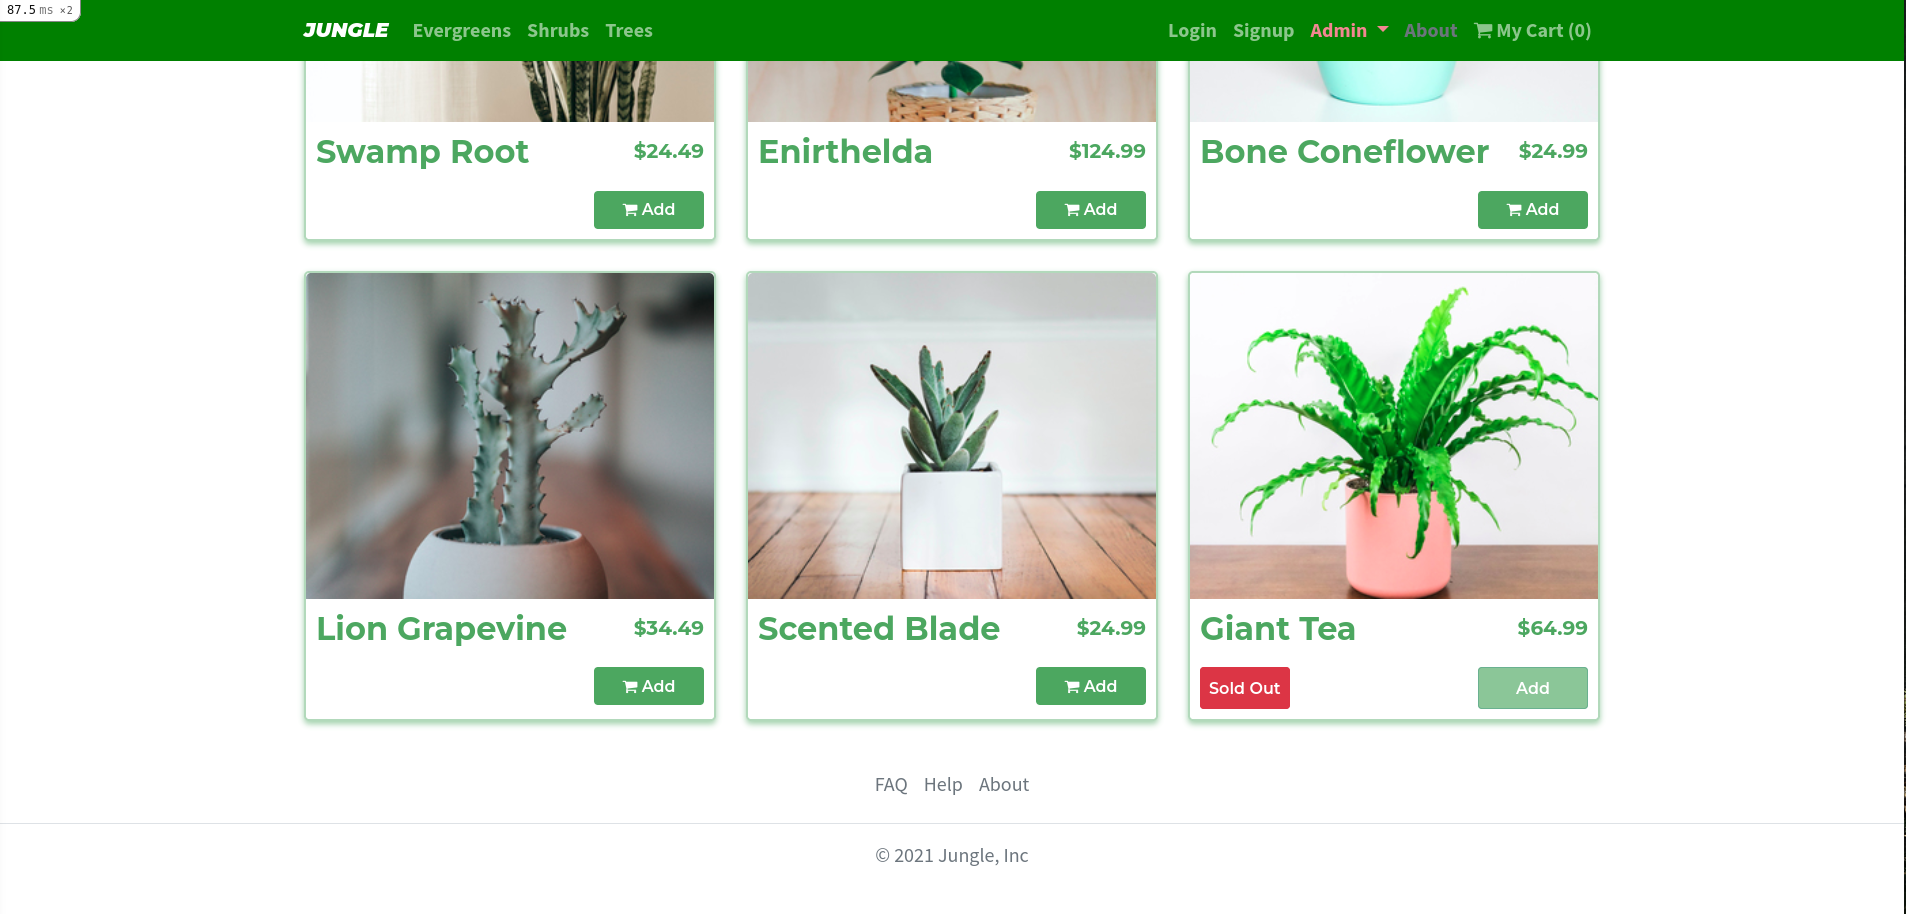 87.5 ms ×2
JUNGLE Evergreens Shrubs Trees Login Signup Admin About My Cart (0)
Swamp Root $24.49 Enirthelda $124.99 Bone Coneflower $24.99
Add Add Add
Lion Grapevine $34.49 Scented Blade $24.99 Giant Tea $64.99
Add Add Sold Out Add
FAQ Help About
© 2021 Jungle, Inc